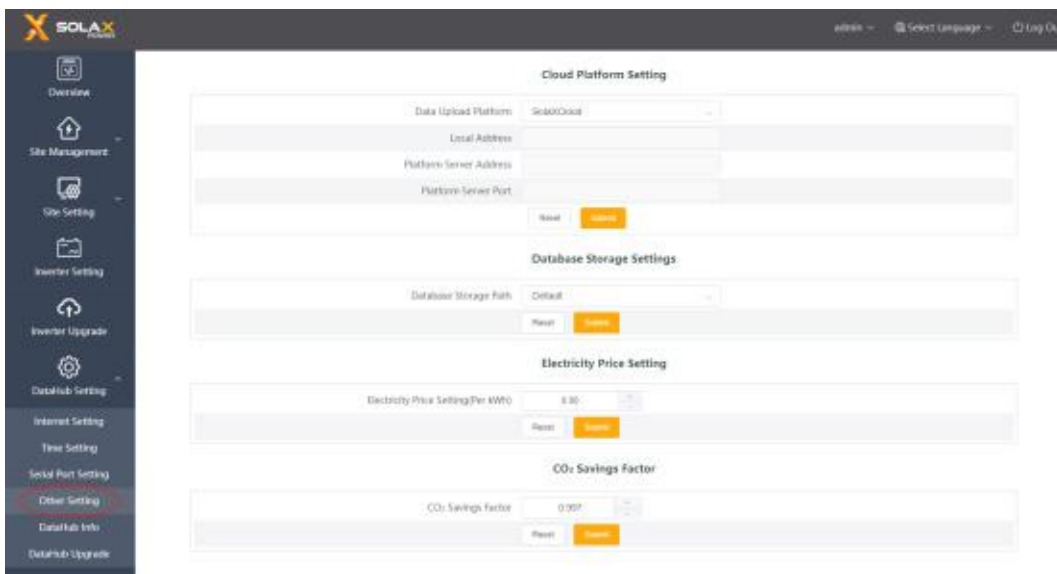 SOLAX
POWER
admin
Select Language
Log Ou
Overview
Site Management
Site Setting
Inverter Setting
Inverter Upgrade
DataHub Setting
Internet Setting
Time Setting
Serial Port Setting
Other Setting
DataHub Info
DataHub Upgrade
Cloud Platform Setting
Data Upload Platform SolaxCloud
Local Address
Platform Server Address
Platform Server Port
Reset Submit
Database Storage Settings
Database Storage Path Default
Reset Submit
Electricity Price Setting
Electricity Price Setting(Per kWh)
Reset Submit
CO₂ Savings Factor
CO₂ Savings Factor 0.997
Reset Submit